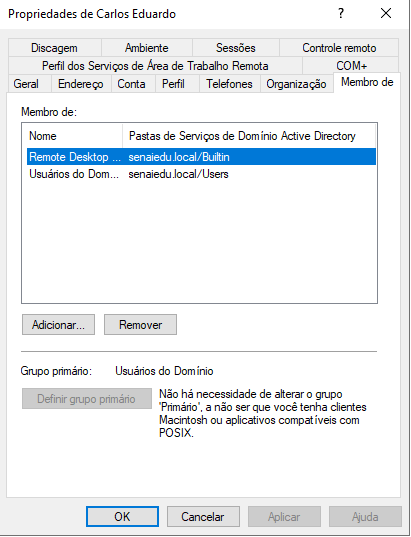 Propriedades de Carlos Eduardo ? ×
Discagem Ambiente Sessões Controle remoto
Perfil dos Serviços de Área de Trabalho Remota COM+
Geral Endereço Conta Perfil Telefones Organização Membro de
Membro de:
Nome Pastas de Serviços de Domínio Active Directory
Remote Desktop ... senaiedu.local/Builtin
Usuários do Dom... senaiedu.local/Users
Adicionar... Remover
Grupo primário: Usuários do Domínio
Definir grupo primário
Não há necessidade de alterar o grupo
'Primário', a não ser que você tenha clientes
Macintosh ou aplicativos compatíveis com
POSIX.
OK Cancelar Aplicar Ajuda